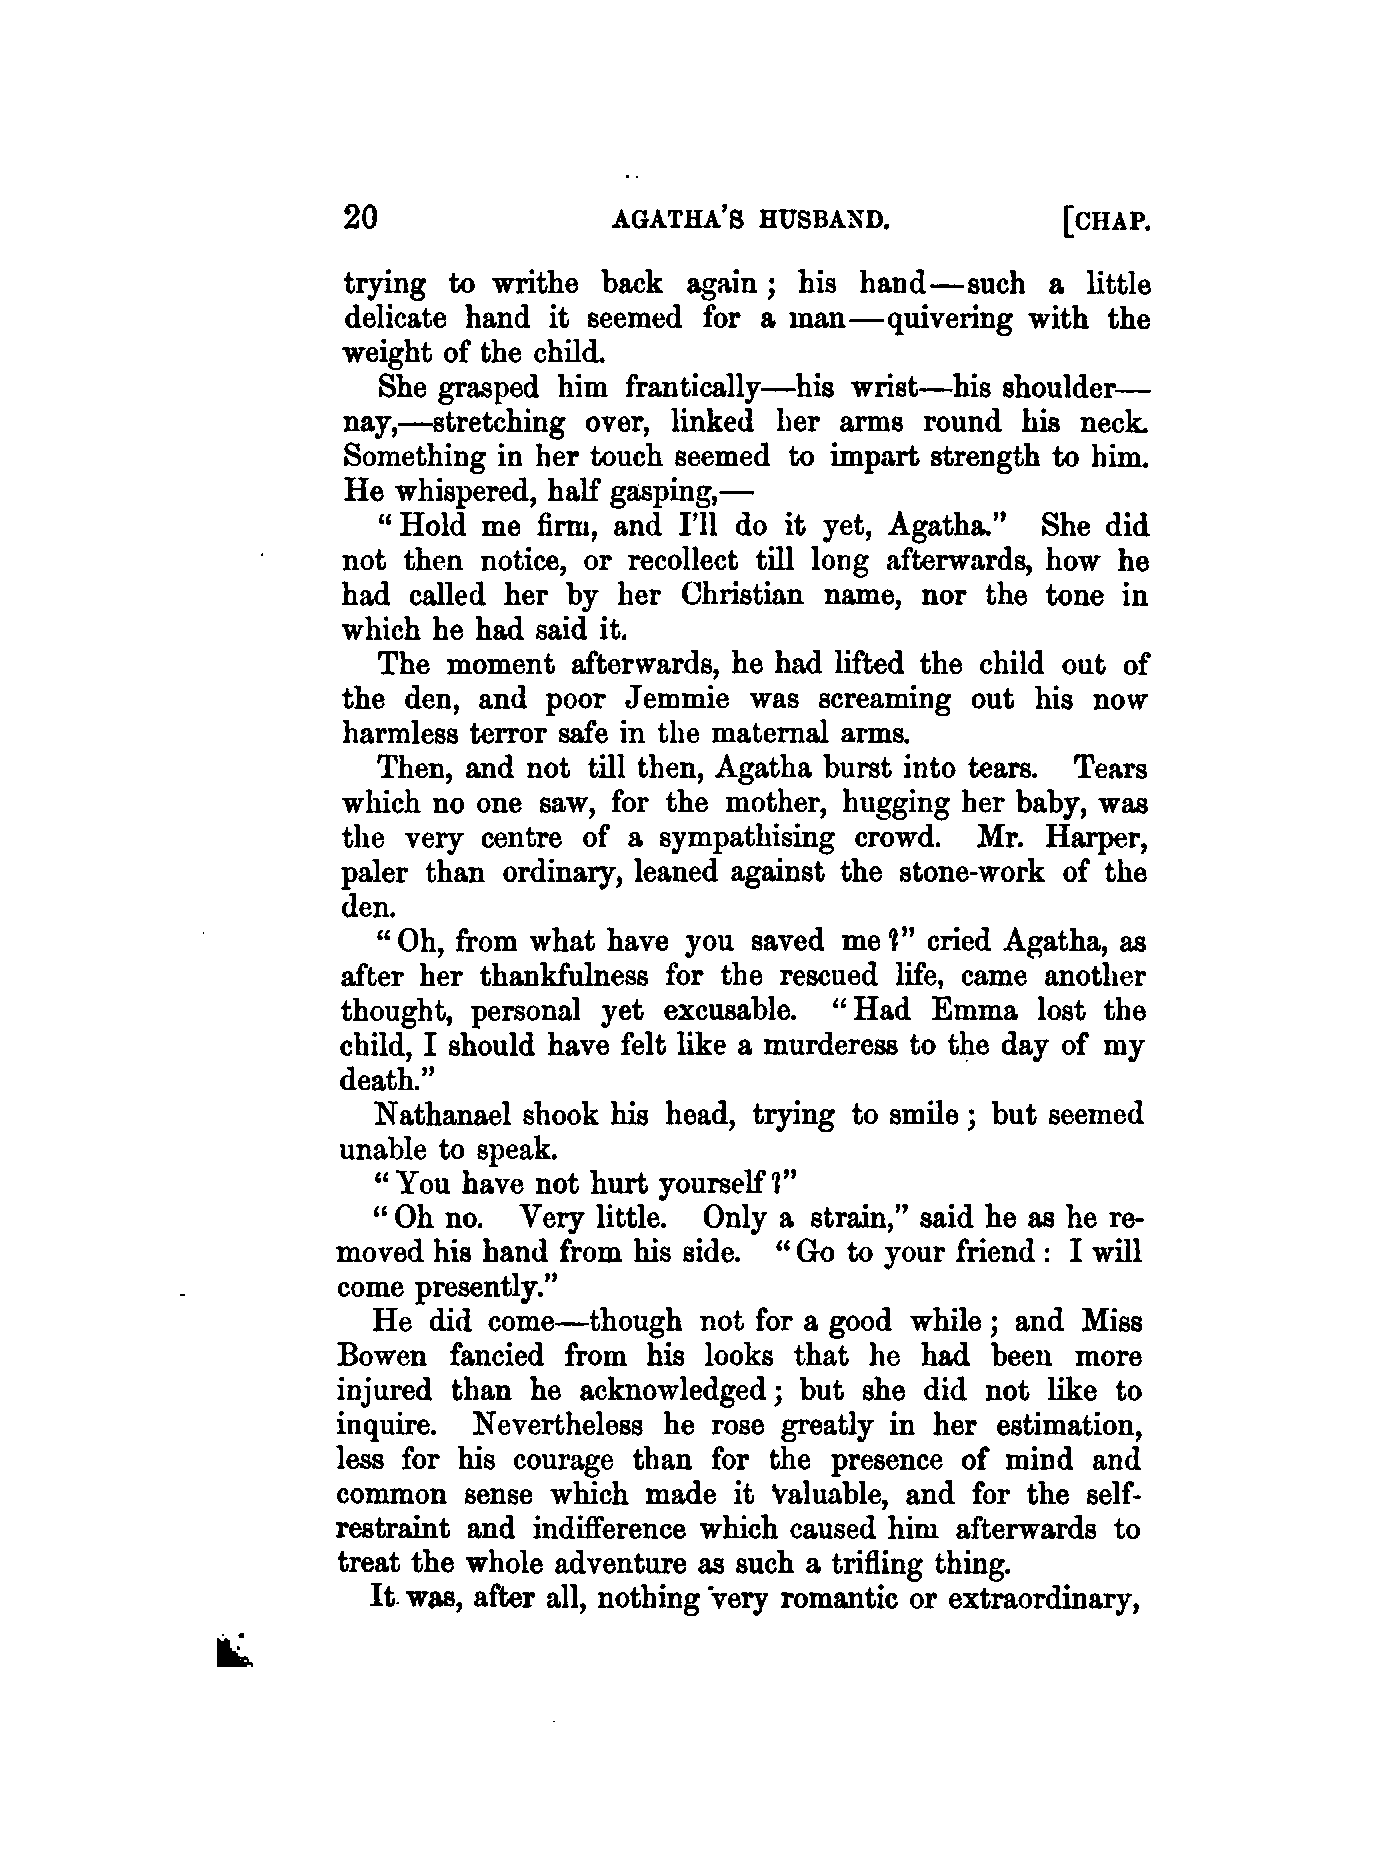 20 AGATHA'S HUSBAND. [CHAP.
trying to writhe back again; his hand—such a little
delicate hand it seemed for a man—quivering with the
weight of the child.
She grasped him frantically—his wrist—his shoulder—
nay,—stretching over, linked her arms round his neck.
Something in her touch seemed to impart strength to him.
He whispered, half gasping,—
"Hold me firm, and I'll do it yet, Agatha." She did
not then notice, or recollect till long afterwards, how he
had called her by her Christian name, nor the tone in
which he had said it.
The moment afterwards, he had lifted the child out of
the den, and poor Jemmie was screaming out his now
harmless terror safe in the maternal arms.
Then, and not till then, Agatha burst into tears. Tears
which no one saw, for the mother, hugging her baby, was
the very centre of a sympathising crowd. Mr. Harper,
paler than ordinary, leaned against the stone-work of the
den.
"Oh, from what have you saved me?" cried Agatha, as
after her thankfulness for the rescued life, came another
thought, personal yet excusable. "Had Emma lost the
child, I should have felt like a murderess to the day of my
death."
Nathanael shook his head, trying to smile; but seemed
unable to speak.
"You have not hurt yourself?"
"Oh no. Very little. Only a strain," said he as he re-
moved his hand from his side. "Go to your friend: I will
come presently."
He did come—though not for a good while; and Miss
Bowen fancied from his looks that he had been more
injured than he acknowledged; but she did not like to
inquire. Nevertheless he rose greatly in her estimation,
less for his courage than for the presence of mind and
common sense which made it valuable, and for the self-
restraint and indifference which caused him afterwards to
treat the whole adventure as such a trifling thing.
It was, after all, nothing very romantic or extraordinary,